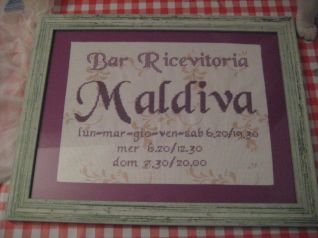 Bar Ricevitoria
Maldiva
lun=mar=gio=ven=sab 6.20/19.30
mer 6.20/12.30
dom 7.30/20.00